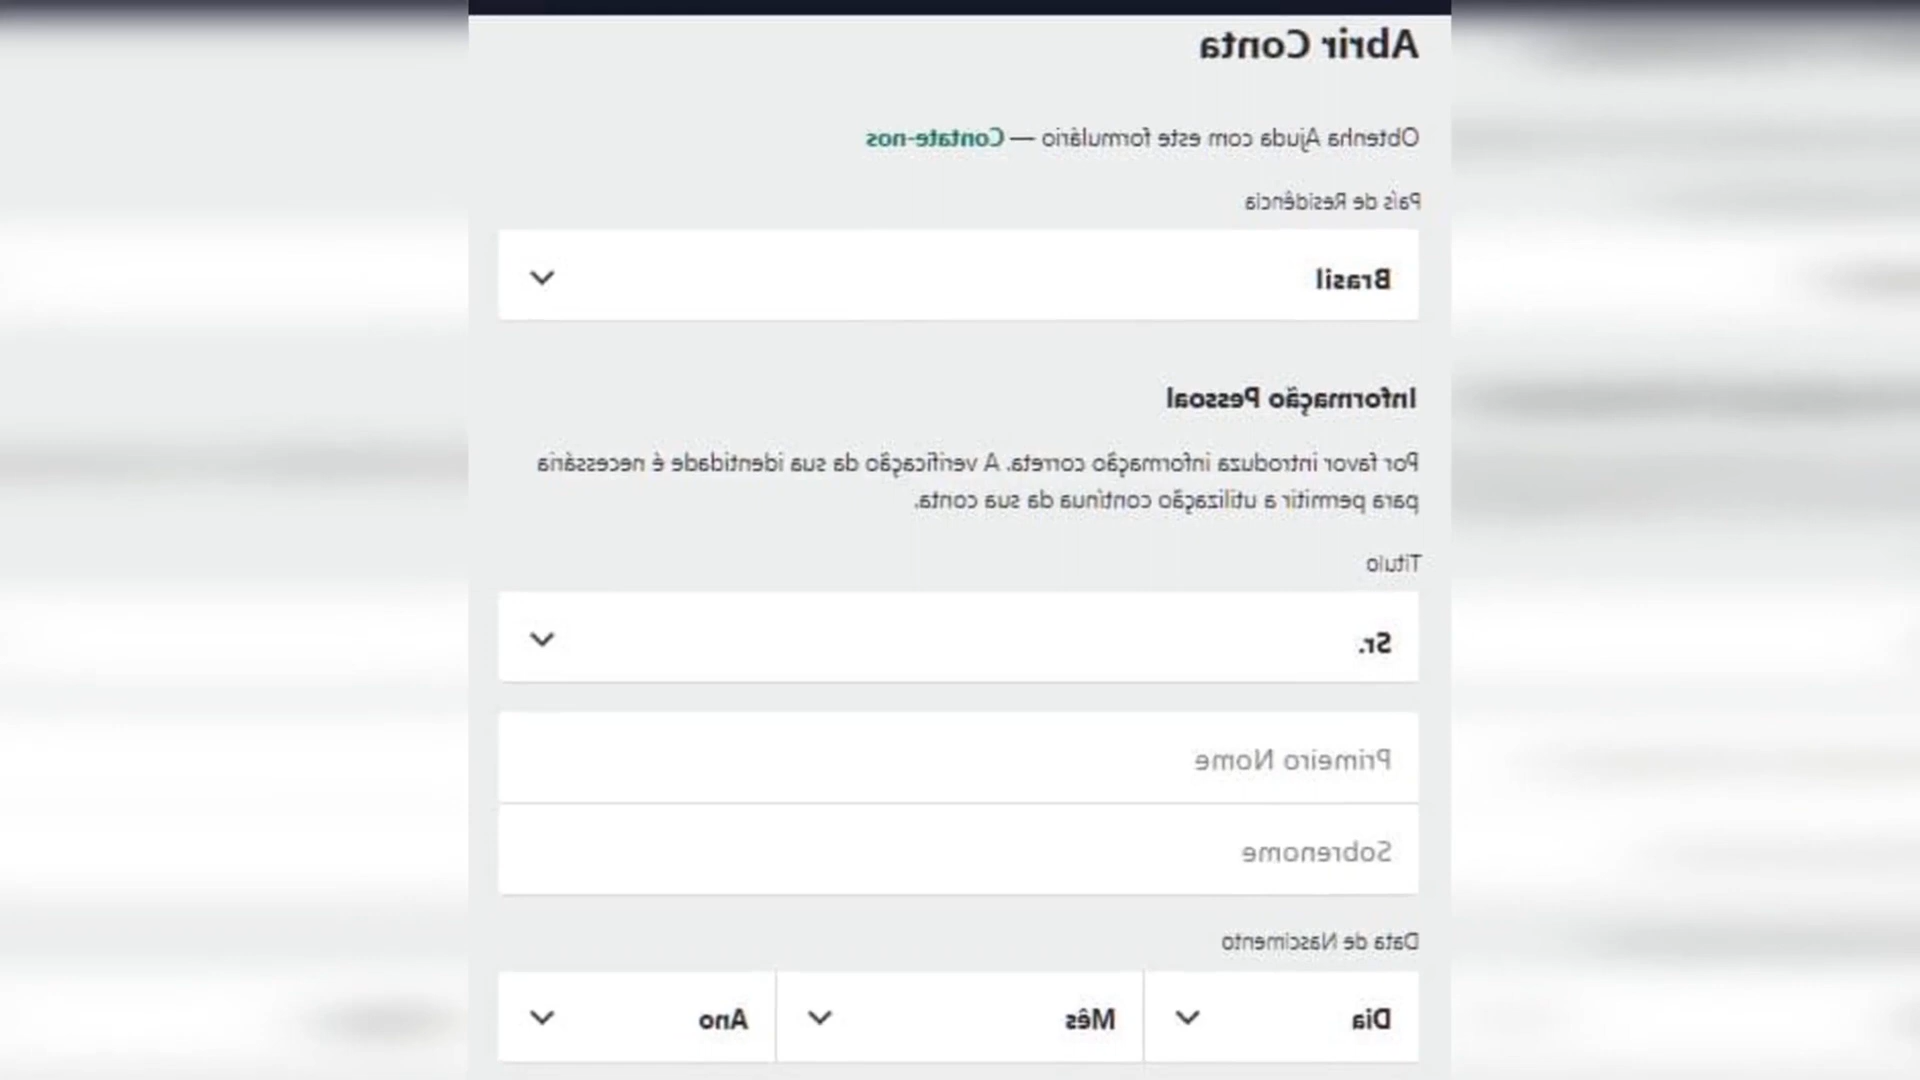 Abrir Conta
Obtenha Ajuda com este formulário — Contate-nos
País de Residência
Brasil
Informação Pessoal
Por favor introduza informação correta. A verificação da sua identidade é necessária
para permitir a utilização contínua da sua conta.
Título
Sr.
Primeiro Nome
Sobrenome
Data de Nascimento
Dia Mês Ano